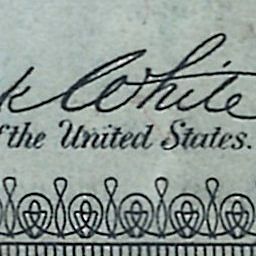 k White
f the United States.